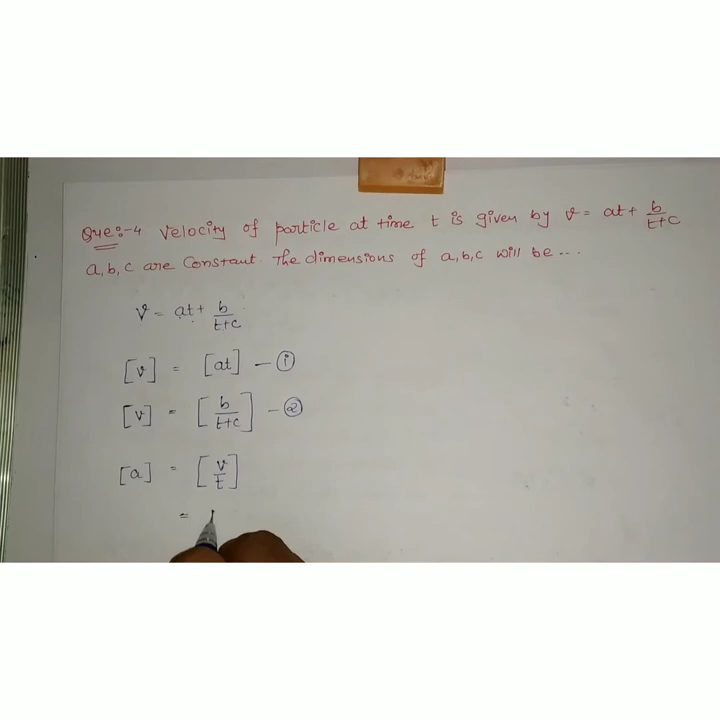 Que:-4 Velocity of particle at time t is given by v = at + b/t+c
a, b, c are Constant. The dimensions of a, b, c will be ...
v = at + b/t+c
[v] = [at] — ①
[v] = [b/t+c] — ②
[a] = [v/t]
=